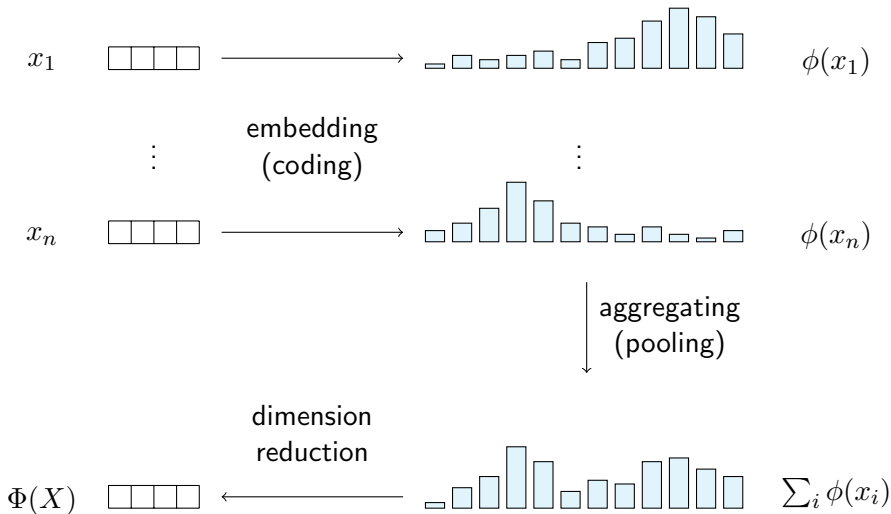 x_1
φ(x_1)
embedding
(coding)
⋮
⋮
x_n
φ(x_n)
aggregating
(pooling)
dimension
reduction
Φ(X)
∑_i φ(x_i)